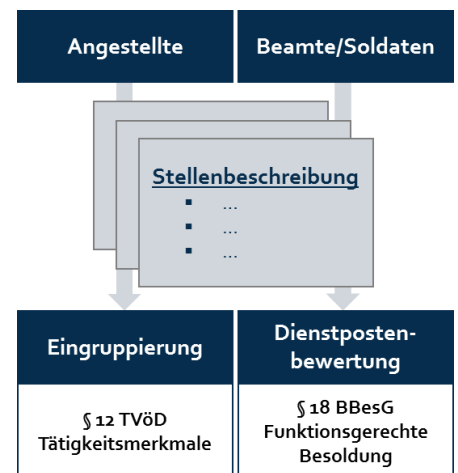 Angestellte
Beamte/Soldaten
Stellenbeschreibung
▪ ...
▪ ...
▪ ...
Eingruppierung
Dienstposten-
bewertung
§ 12 TVöD
Tätigkeitsmerkmale
§ 18 BBesG
Funktionsgerechte
Besoldung